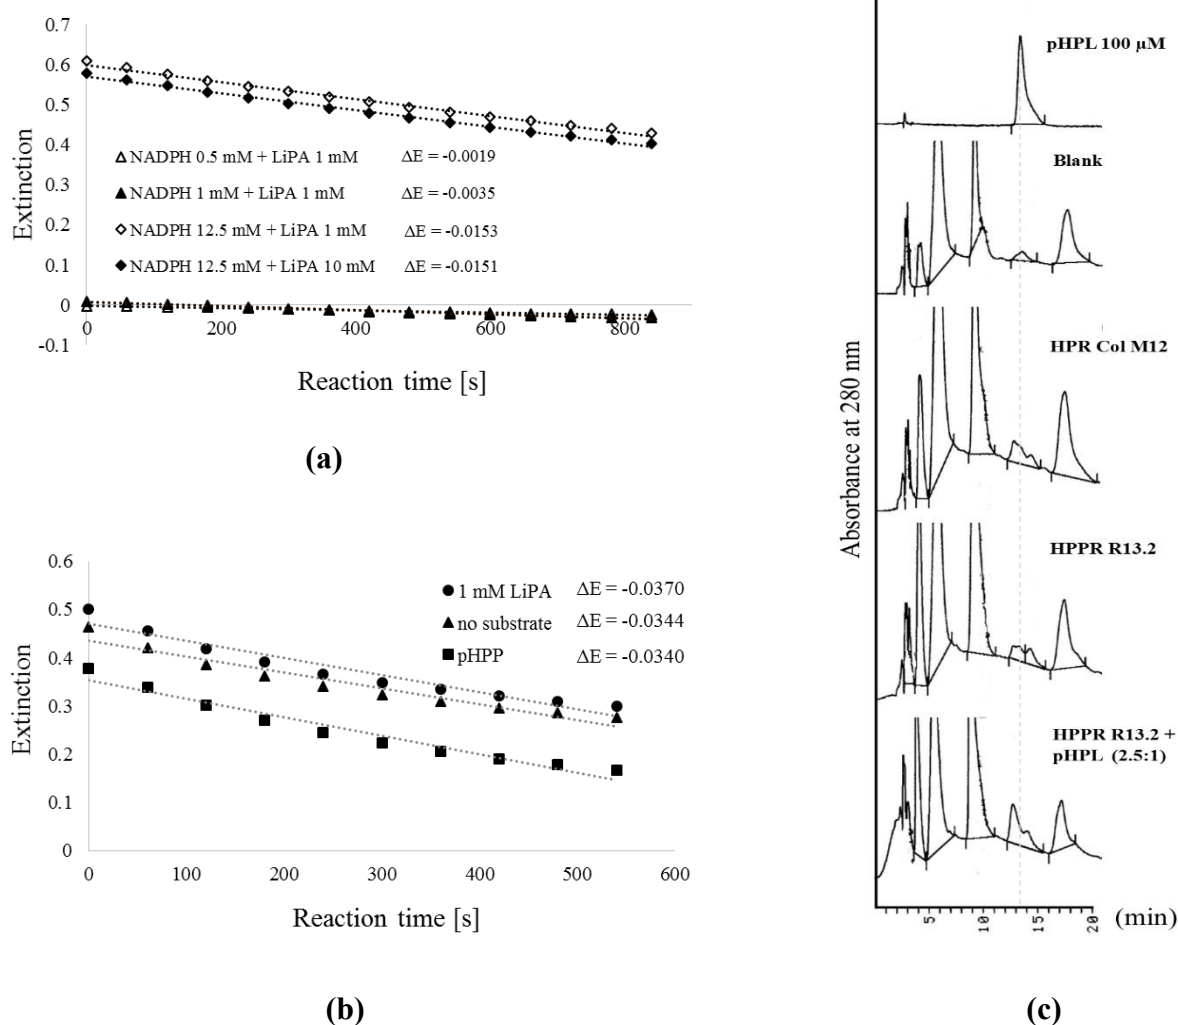 0.7
0.6
0.5
0.4
0.3
0.2
0.1
0
-0.1
Extinction
NADPH 0.5 mM + LiPA 1 mM ΔE = -0.0019
NADPH 1 mM + LiPA 1 mM ΔE = -0.0035
NADPH 12.5 mM + LiPA 1 mM ΔE = -0.0153
NADPH 12.5 mM + LiPA 10 mM ΔE = -0.0151
0 200 400 600 800
Reaction time [s]
(a)
0.6
0.5
0.4
0.3
0.2
0.1
0
Extinction
1 mM LiPA ΔE = -0.0370
no substrate ΔE = -0.0344
pHPP ΔE = -0.0340
0 100 200 300 400 500 600
Reaction time [s]
(b)
Absorbance at 280 nm
pHPL 100 µM
Blank
HPR Col M12
HPPR R13.2
HPPR R13.2 +
pHPL (2.5:1)
5 10 15 20 (min)
(c)